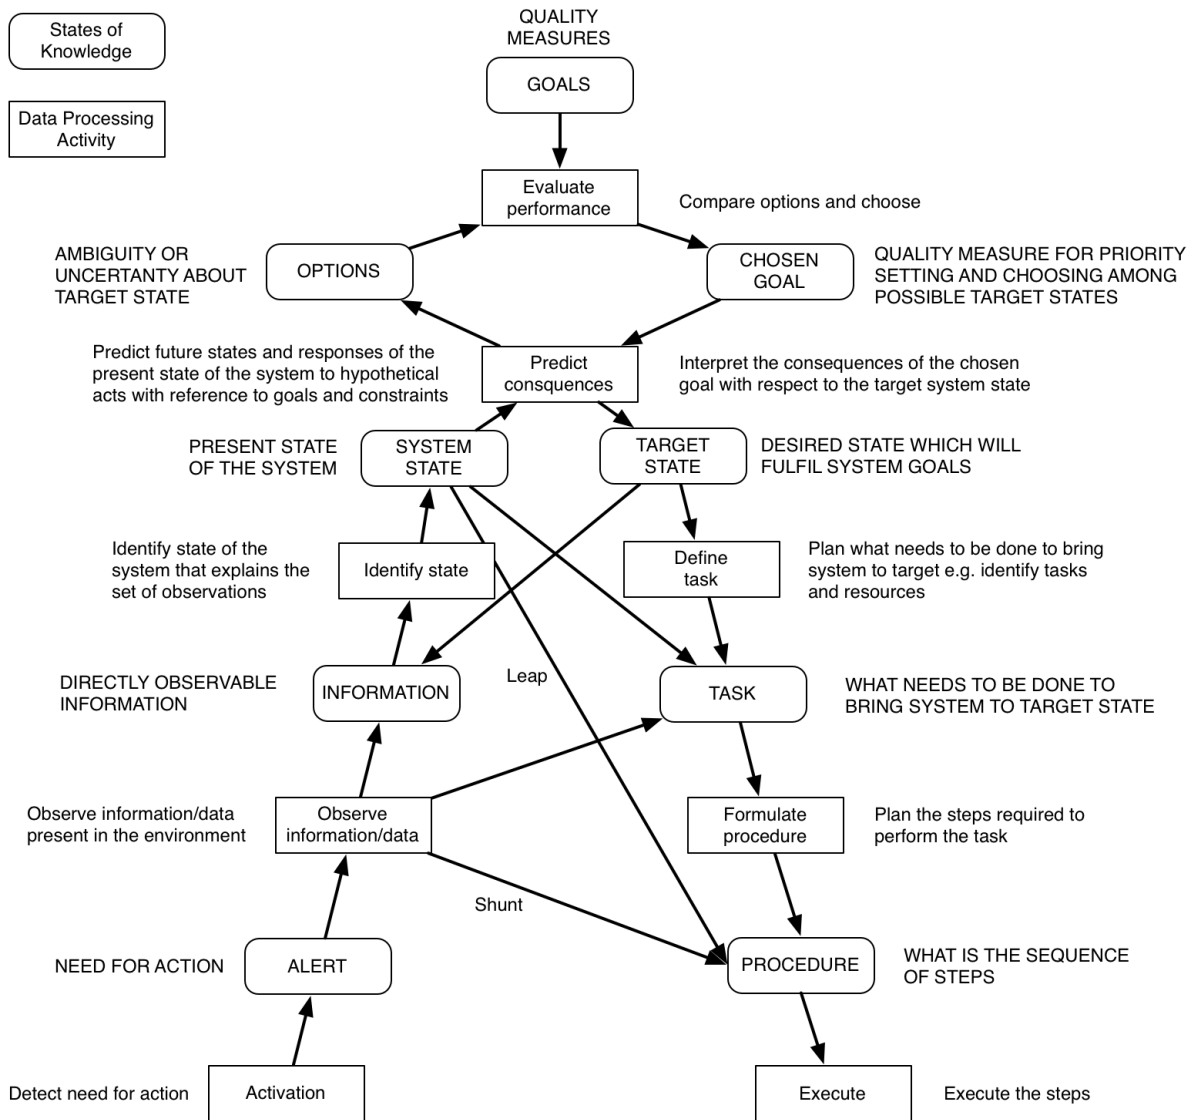 States of
Knowledge
Data Processing
Activity
QUALITY
MEASURES
GOALS
Evaluate
performance
Compare options and choose
AMBIGUITY OR
UNCERTANTY ABOUT
TARGET STATE
OPTIONS
CHOSEN
GOAL
QUALITY MEASURE FOR PRIORITY
SETTING AND CHOOSING AMONG
POSSIBLE TARGET STATES
Predict future states and responses of the
present state of the system to hypothetical
acts with reference to goals and constraints
Predict
consquences
Interpret the consequences of the chosen
goal with respect to the target system state
PRESENT STATE
OF THE SYSTEM
SYSTEM
STATE
TARGET
STATE
DESIRED STATE WHICH WILL
FULFIL SYSTEM GOALS
Identify state of the
system that explains the
set of observations
Identify state
Define
task
Plan what needs to be done to bring
system to target e.g. identify tasks
and resources
DIRECTLY OBSERVABLE
INFORMATION
INFORMATION
Leap
TASK
WHAT NEEDS TO BE DONE TO
BRING SYSTEM TO TARGET STATE
Observe information/data
present in the environment
Observe
information/data
Formulate
procedure
Plan the steps required to
perform the task
Shunt
NEED FOR ACTION
ALERT
PROCEDURE
WHAT IS THE SEQUENCE
OF STEPS
Detect need for action
Activation
Execute
Execute the steps